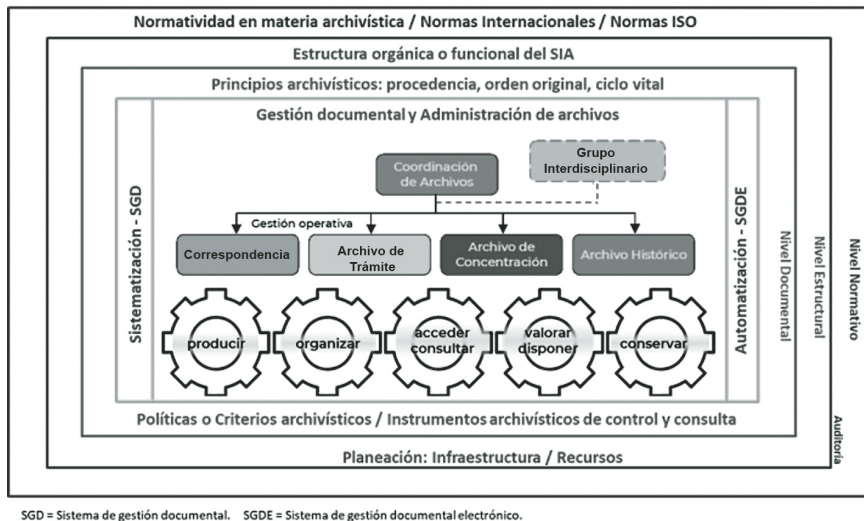 Normatividad en materia archivística / Normas Internacionales / Normas ISO
Estructura orgánica o funcional del SIA
Principios archivísticos: procedencia, orden original, ciclo vital
Gestión documental y Administración de archivos
Coordinación
de Archivos
Grupo
Interdisciplinario
Gestión operativa
Correspondencia
Archivo de
Trámite
Archivo de
Concentración
Archivo Histórico
producir
organizar
acceder
consultar
valorar
disponer
conservar
Sistematización - SGD
Automatización - SGDE
Nivel Documental
Nivel Estructural
Nivel Normativo
Auditoría
Políticas o Criterios archivísticos / Instrumentos archivísticos de control y consulta
Planeación: Infraestructura / Recursos
SGD = Sistema de gestión documental. SGDE = Sistema de gestión documental electrónico.